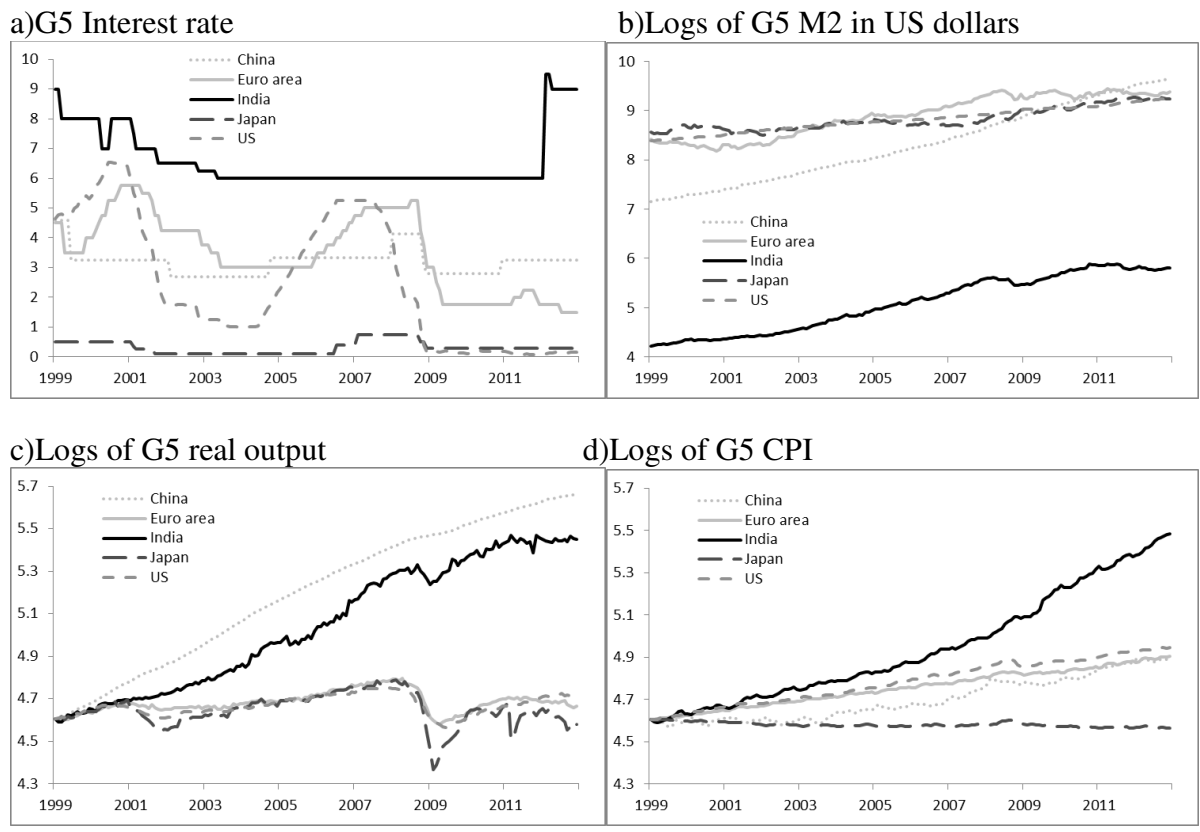 a)G5 Interest rate
b)Logs of G5 M2 in US dollars
10
9
8
7
6
5
4
3
2
1
0
China
Euro area
India
Japan
US
1999 2001 2003 2005 2007 2009 2011
10
9
8
7
6
5
4
China
Euro area
India
Japan
US
1999 2001 2003 2005 2007 2009 2011
c)Logs of G5 real output
d)Logs of G5 CPI
5.7
5.5
5.3
5.1
4.9
4.7
4.5
4.3
China
Euro area
India
Japan
US
1999 2001 2003 2005 2007 2009 2011
5.7
5.5
5.3
5.1
4.9
4.7
4.5
4.3
China
Euro area
India
Japan
US
1999 2001 2003 2005 2007 2009 2011